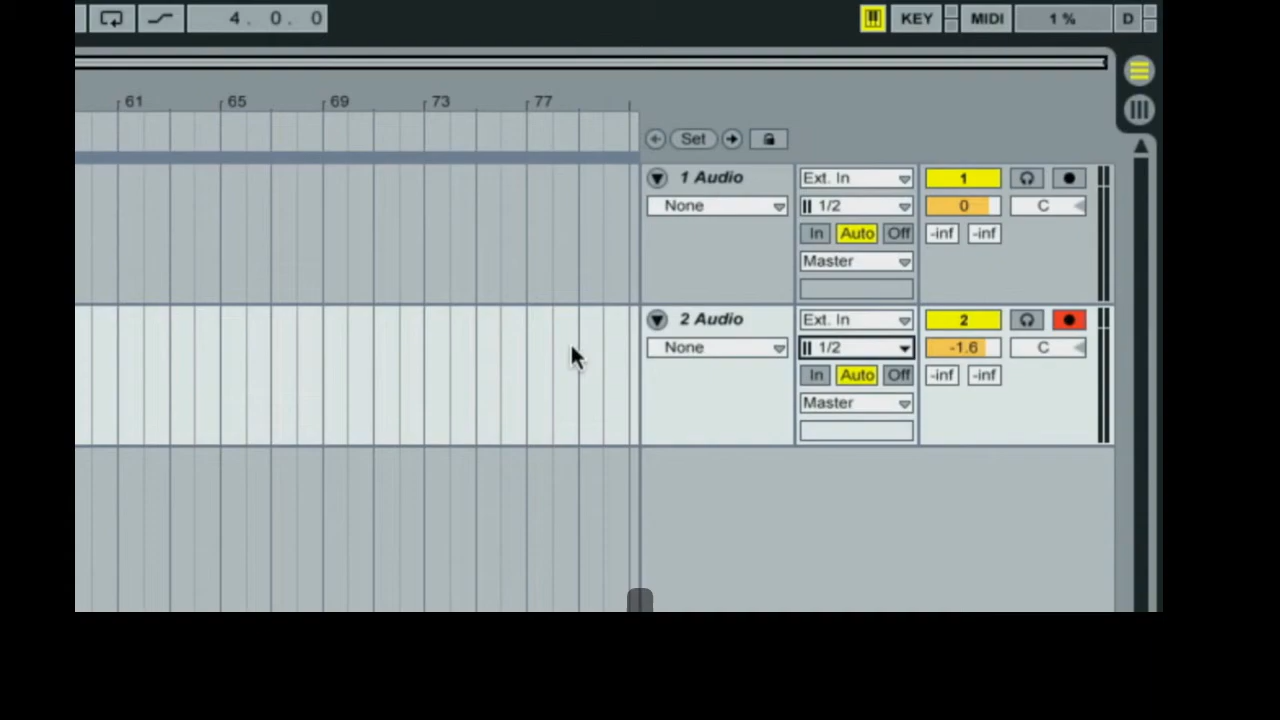 4. 0. 0 KEY MIDI 1 % D
61 65 69 73 77
Set
1 Audio Ext. In 1
None 1/2 0 C
In Auto Off -inf -inf
Master
2 Audio Ext. In 2
None 1/2 -1.6 C
In Auto Off -inf -inf
Master